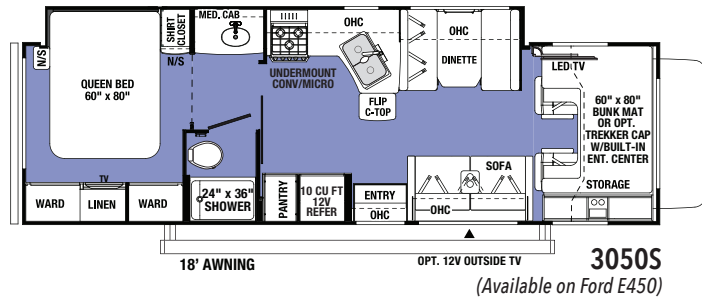 N/S
QUEEN BED
60" x 80"
SHIRT
CLOSET
N/S
MED. CAB
OHC
UNDERMOUNT
CONV/MICRO
FLIP
C-TOP
OHC
DINETTE
LED TV
60" x 80"
BUNK MAT
OR OPT.
TREKKER CAP
W/BUILT-IN
ENT. CENTER
STORAGE
TV
WARD
LINEN
WARD
24" x 36"
SHOWER
PANTRY
10 CU FT
12V
REFER
ENTRY
OHC
SOFA
OHC
18' AWNING
OPT. 12V OUTSIDE TV
3050S
(Available on Ford E450)